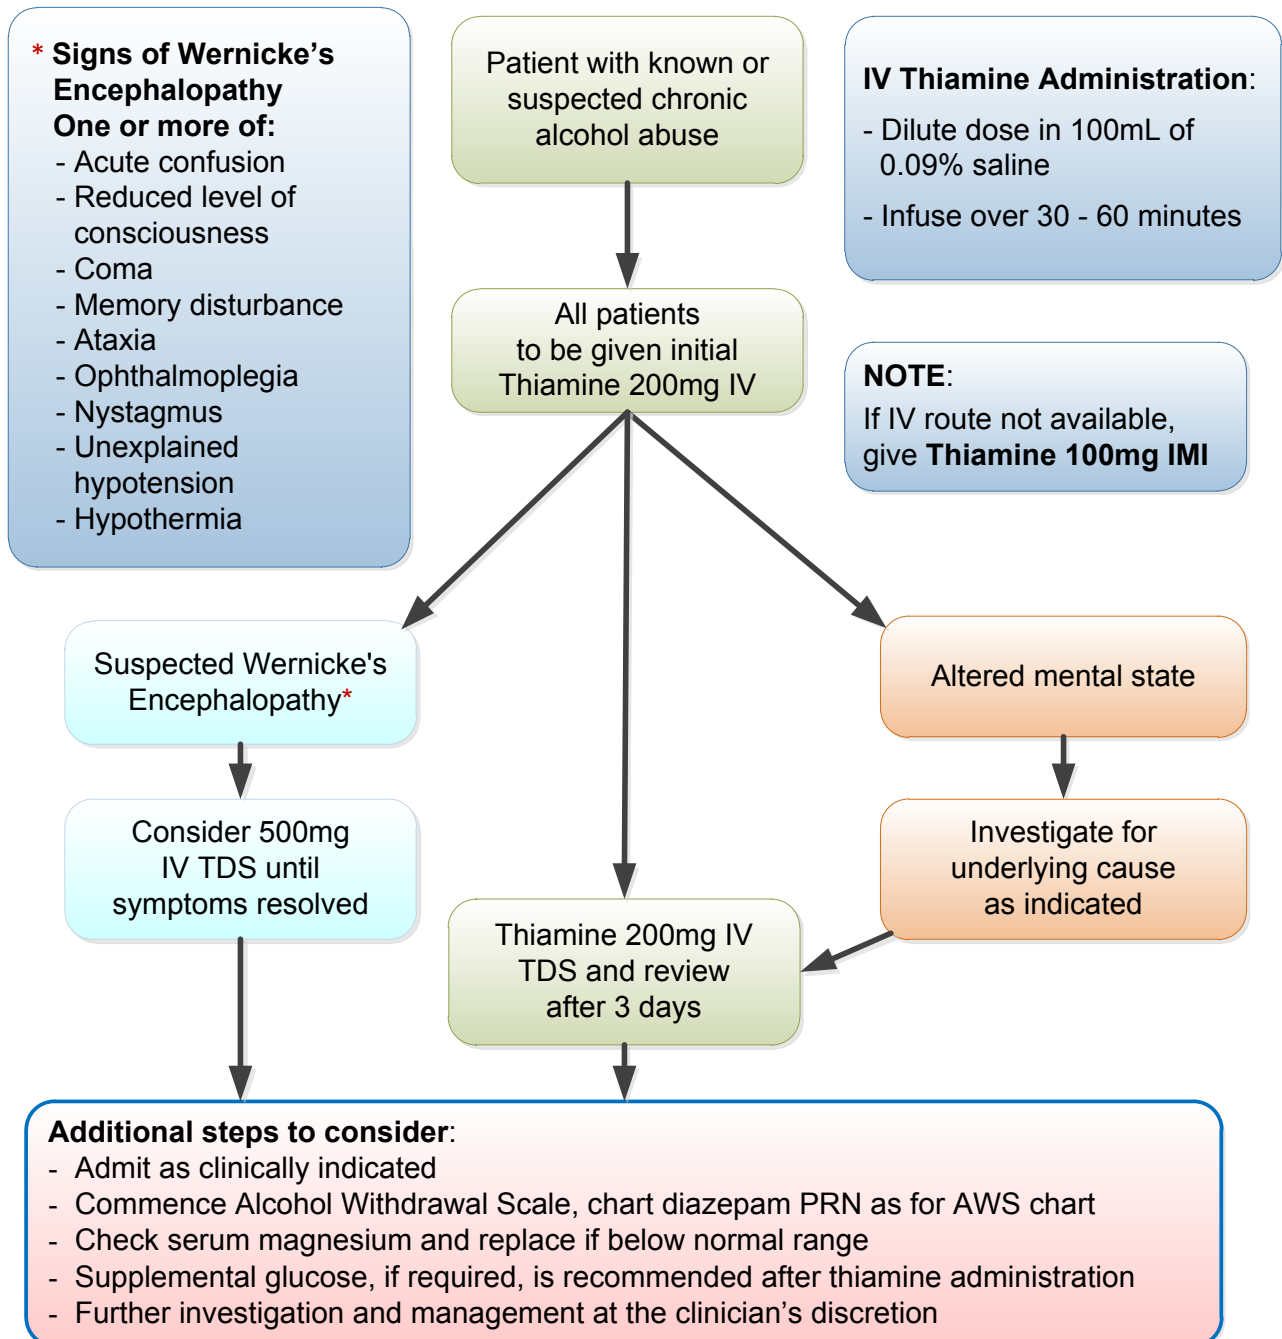 * Signs of Wernicke's
Encephalopathy
One or more of:
- Acute confusion
- Reduced level of
consciousness
- Coma
- Memory disturbance
- Ataxia
- Ophthalmoplegia
- Nystagmus
- Unexplained
hypotension
- Hypothermia
Patient with known or
suspected chronic
alcohol abuse
IV Thiamine Administration:
- Dilute dose in 100mL of
0.09% saline
- Infuse over 30 - 60 minutes
All patients
to be given initial
Thiamine 200mg IV
NOTE:
If IV route not available,
give Thiamine 100mg IMI
Suspected Wernicke's
Encephalopathy*
Altered mental state
Consider 500mg
IV TDS until
symptoms resolved
Investigate for
underlying cause
as indicated
Thiamine 200mg IV
TDS and review
after 3 days
Additional steps to consider:
- Admit as clinically indicated
- Commence Alcohol Withdrawal Scale, chart diazepam PRN as for AWS chart
- Check serum magnesium and replace if below normal range
- Supplemental glucose, if required, is recommended after thiamine administration
- Further investigation and management at the clinician's discretion